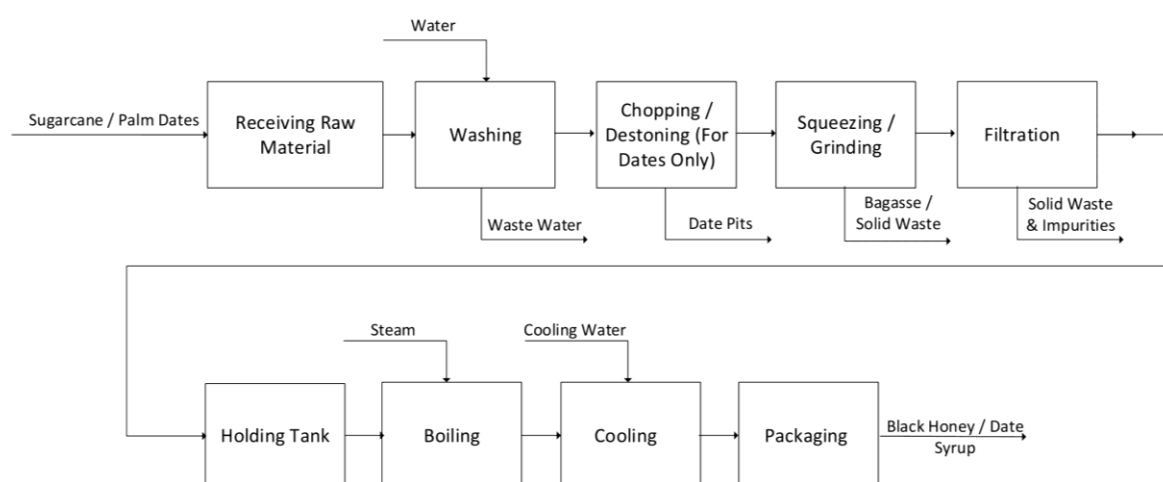 Water
Sugarcane / Palm Dates
Receiving Raw
Material
Washing
Chopping /
Destoning (For
Dates Only)
Squeezing /
Grinding
Filtration
Waste Water
Date Pits
Bagasse /
Solid Waste
Solid Waste
& Impurities
Steam
Cooling Water
Holding Tank
Boiling
Cooling
Packaging
Black Honey / Date
Syrup